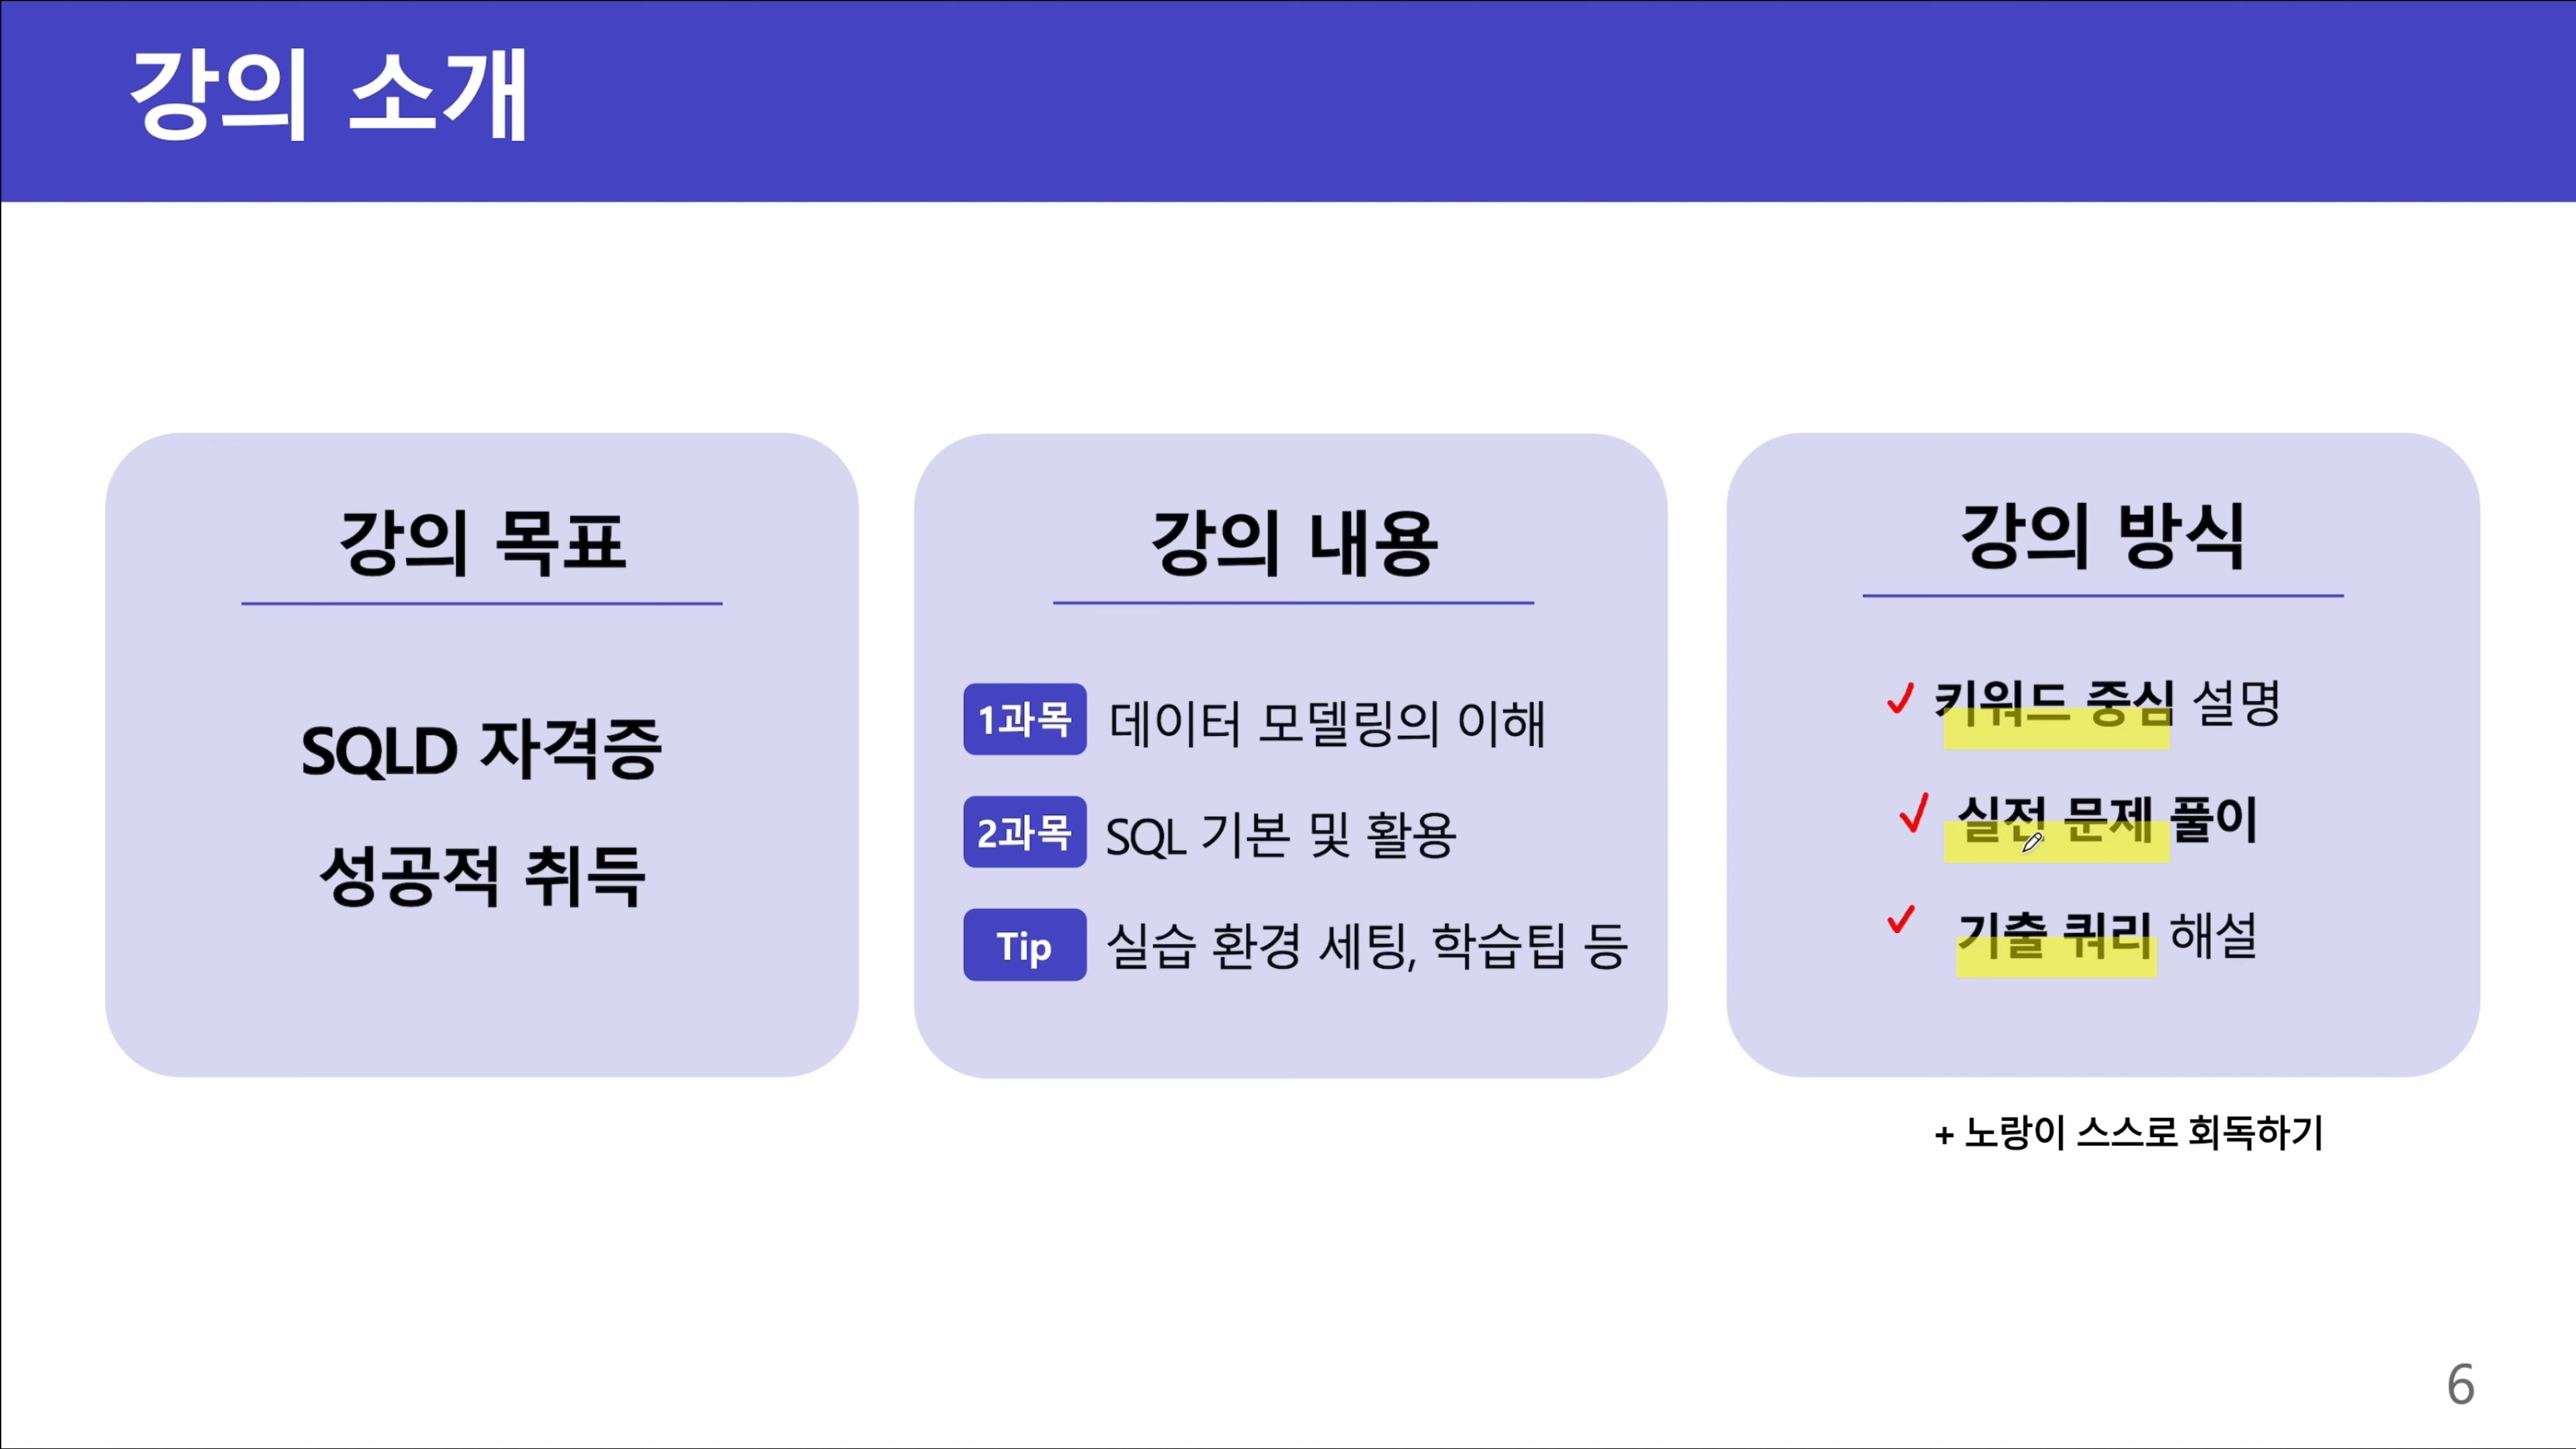 강의 소개
강의 목표
SQLD 자격증
성공적 취득
강의 내용
1과목 데이터 모델링의 이해
2과목 SQL 기본 및 활용
Tip 실습 환경 세팅, 학습팁 등
강의 방식
키워드 중심 설명
실전 문제 풀이
기출 쿼리 해설
+ 노랑이 스스로 회독하기
6